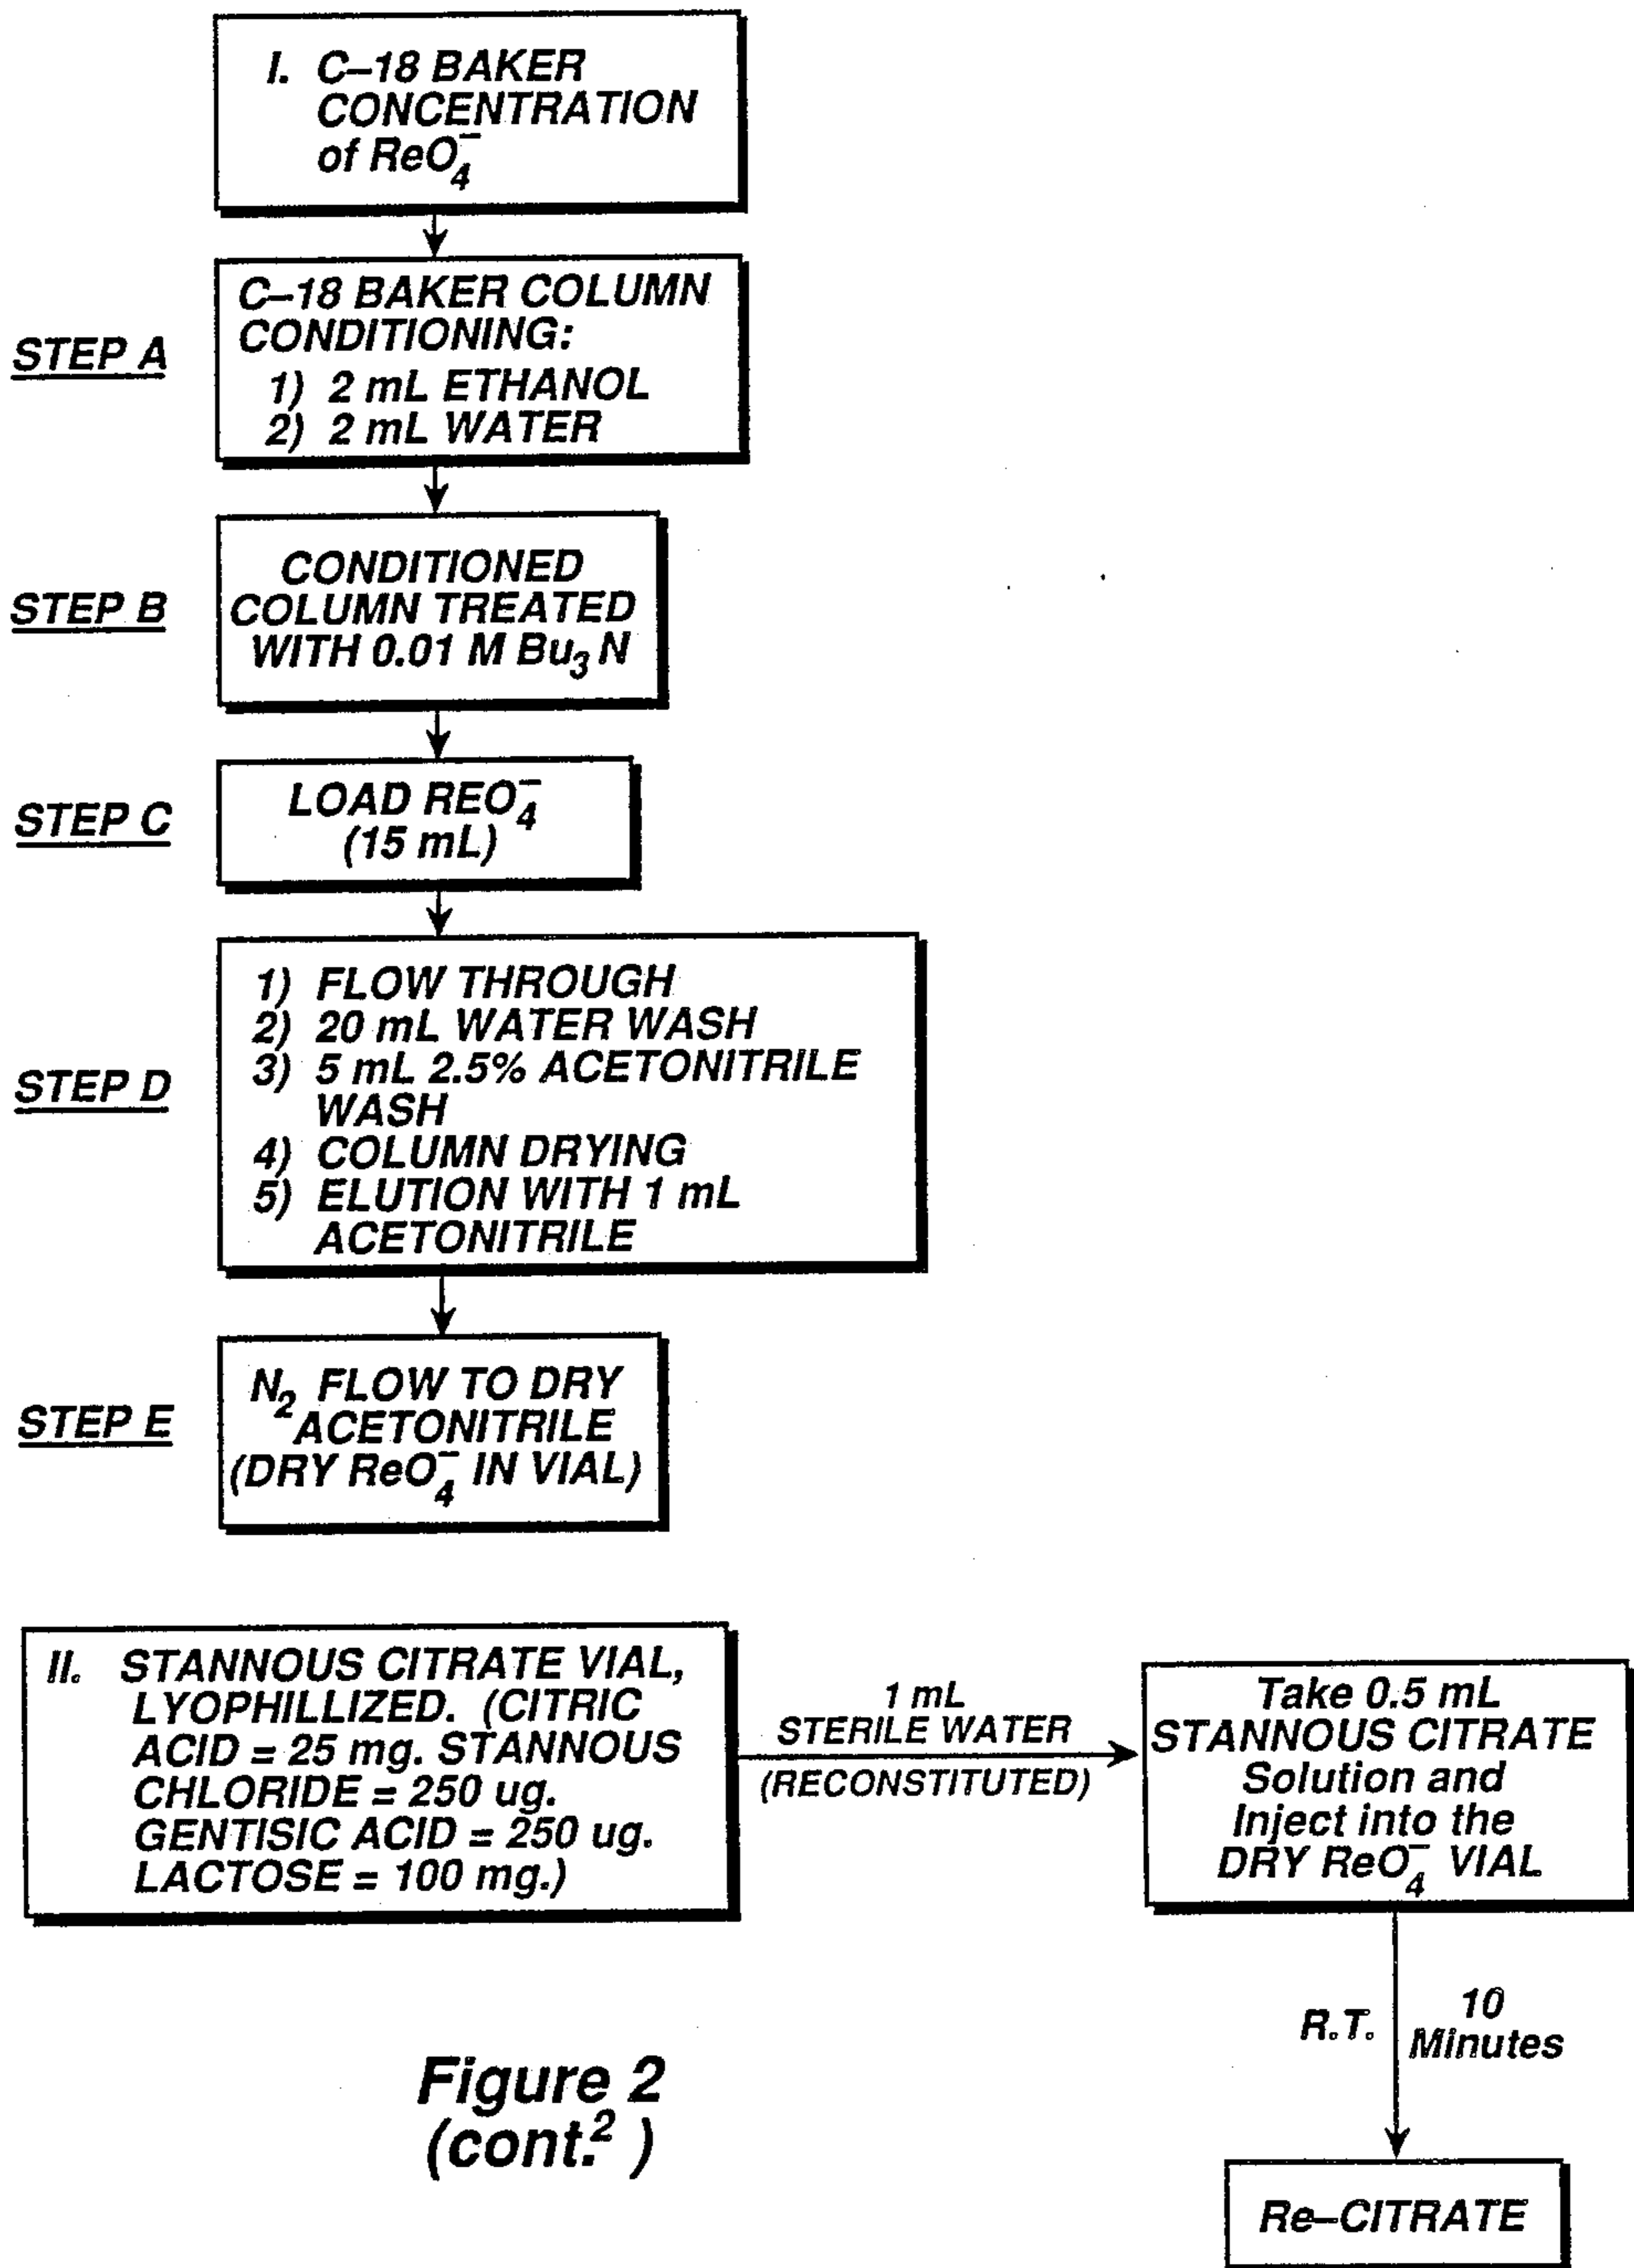 I. C–18 BAKER
CONCENTRATION
of ReO₄⁻
STEP A
C–18 BAKER COLUMN
CONDITIONING:
1) 2 mL ETHANOL
2) 2 mL WATER
STEP B
CONDITIONED
COLUMN TREATED
WITH 0.01 M Bu₃ N
STEP C
LOAD REO₄⁻
(15 mL)
STEP D
1) FLOW THROUGH
2) 20 mL WATER WASH
3) 5 mL 2.5% ACETONITRILE
WASH
4) COLUMN DRYING
5) ELUTION WITH 1 mL
ACETONITRILE
STEP E
N₂ FLOW TO DRY
ACETONITRILE
(DRY ReO₄⁻ IN VIAL)
II. STANNOUS CITRATE VIAL,
LYOPHILLIZED. (CITRIC
ACID = 25 mg. STANNOUS
CHLORIDE = 250 ug.
GENTISIC ACID = 250 ug.
LACTOSE = 100 mg.)
1 mL
STERILE WATER
(RECONSTITUTED)
Take 0.5 mL
STANNOUS CITRATE
Solution and
Inject into the
DRY ReO₄⁻ VIAL
R.T.
10
Minutes
Re–CITRATE
Figure 2
(cont.² )